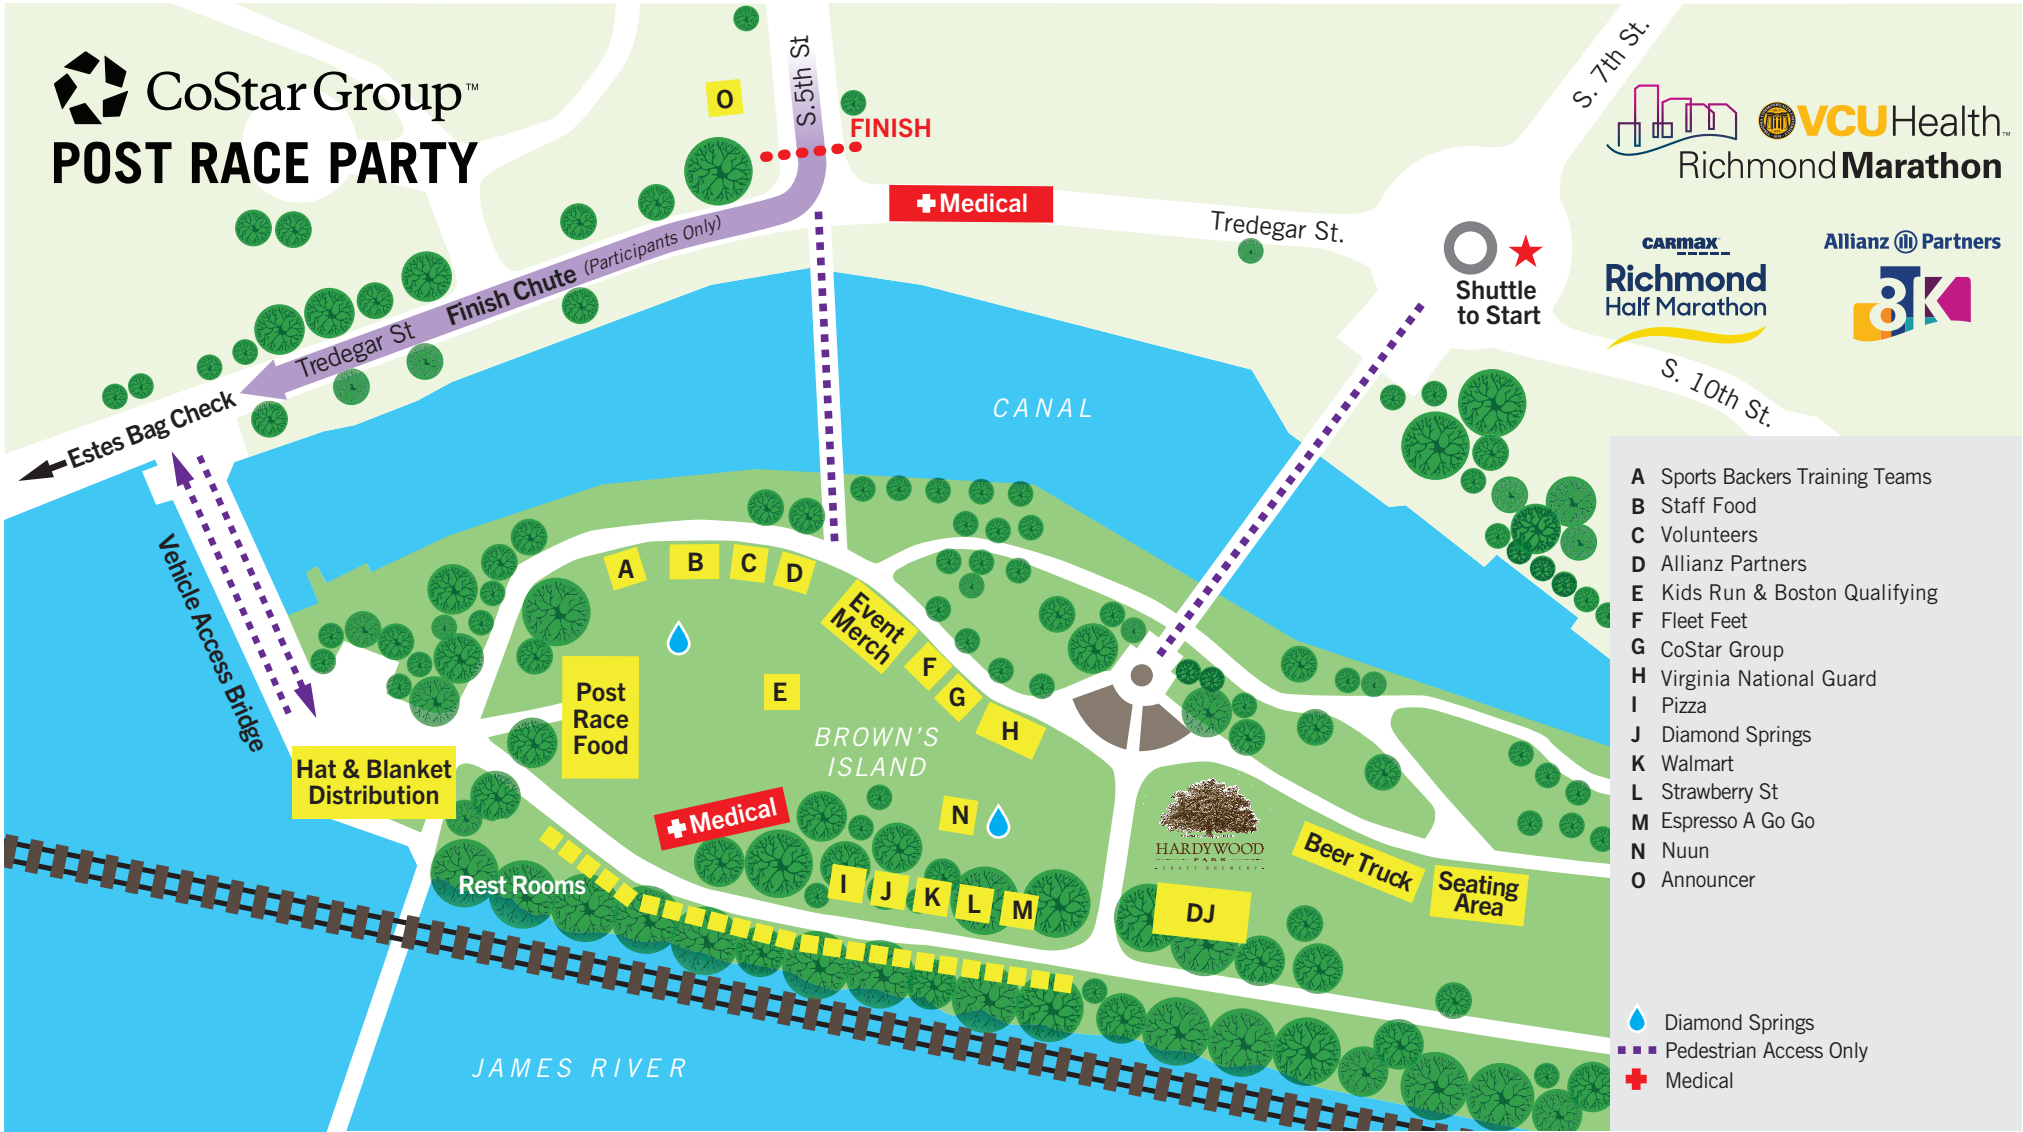 CoStar Group™
POST RACE PARTY
O
S. 5th St
FINISH
Medical
Tredegar St.
S. 7th St.
VCU Health™
Richmond Marathon
CARMAX
Richmond
Half Marathon
Allianz Partners
8K
Shuttle
to Start
S. 10th St.
Finish Chute (Participants Only)
Tredegar St
Estes Bag Check
Vehicle Access Bridge
CANAL
A
B
C
D
Event
Merch
F
G
H
E
Post
Race
Food
BROWN'S
ISLAND
Hat & Blanket
Distribution
Medical
N
HARDYWOOD
PARK
CRAFT BREWERY
Beer Truck
Seating
Area
DJ
Rest Rooms
I
J
K
L
M
JAMES RIVER
A Sports Backers Training Teams
B Staff Food
C Volunteers
D Allianz Partners
E Kids Run & Boston Qualifying
F Fleet Feet
G CoStar Group
H Virginia National Guard
I Pizza
J Diamond Springs
K Walmart
L Strawberry St
M Espresso A Go Go
N Nuun
O Announcer
Diamond Springs
Pedestrian Access Only
Medical